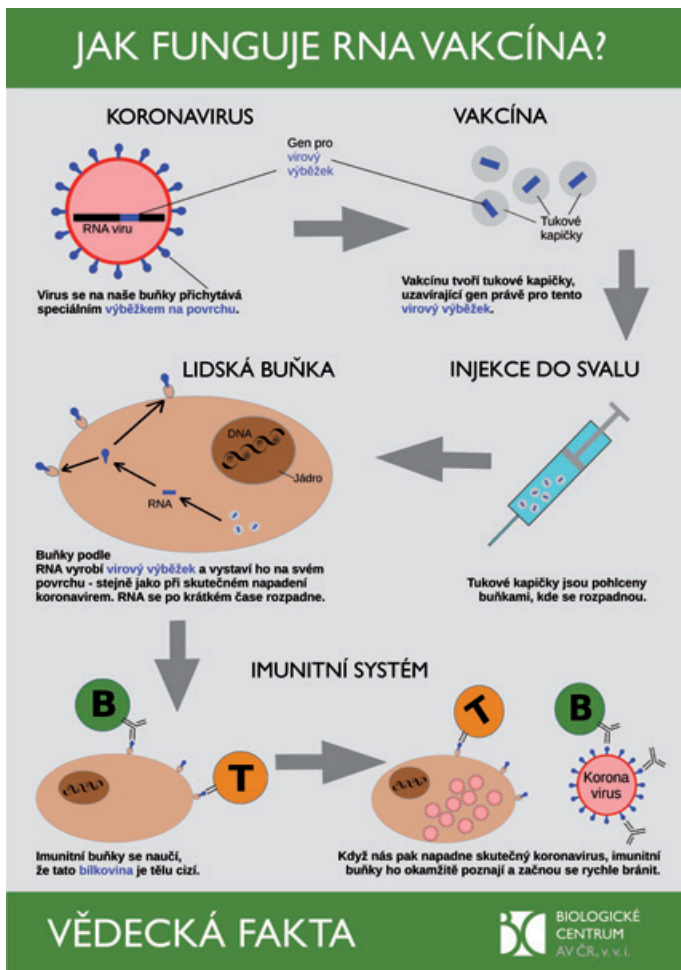 JAK FUNGUJE RNA VAKCÍNA?
KORONAVIRUS
VAKCÍNA
Gen pro
virový
výběžek
RNA viru
Tukové
kapičky
Virus se na naše buňky přichytává
speciálním výběžkem na povrchu.
Vakcínu tvoří tukové kapičky,
uzavírající gen právě pro tento
virový výběžek.
LIDSKÁ BUŇKA
INJEKCE DO SVALU
DNA
Jádro
RNA
Buňky podle
RNA vyrobí virový výběžek a vystaví ho na svém
povrchu - stejně jako při skutečném napadení
koronavirem. RNA se po krátkém čase rozpadne.
Tukové kapičky jsou pohlceny
buňkami, kde se rozpadnou.
IMUNITNÍ SYSTÉM
B
T
T
B
Korona
virus
Imunitní buňky se naučí,
že tato bílkovina je tělu cizí.
Když nás pak napadne skutečný koronavirus, imunitní
buňky ho okamžitě poznají a začnou se rychle bránit.
VĚDECKÁ FAKTA
BIOLOGICKÉ
CENTRUM
AV ČR, v. v. i.